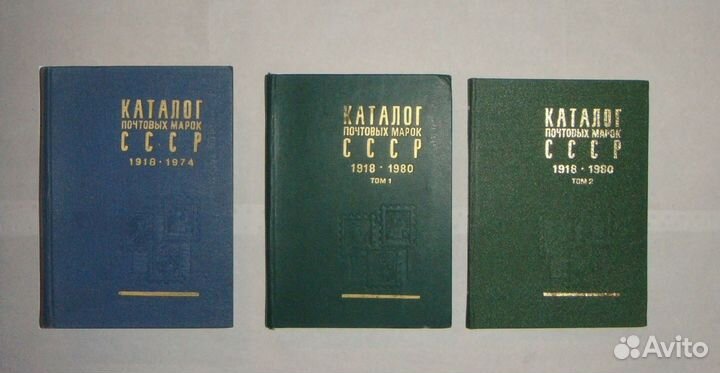 КАТАЛОГ
ПОЧТОВЫХ МАРОК
СССР
1918 · 1974
КАТАЛОГ
ПОЧТОВЫХ МАРОК
СССР
1918 · 1980
ТОМ 1
КАТАЛОГ
ПОЧТОВЫХ МАРОК
СССР
1918 · 1980
ТОМ 2
Avito